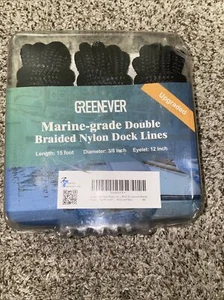 GREENEVER
Upgraded
Marine-grade Double
Braided Nylon Dock Lines
Length: 15 feet Diameter: 3/8 inch Eyelet: 12 inch